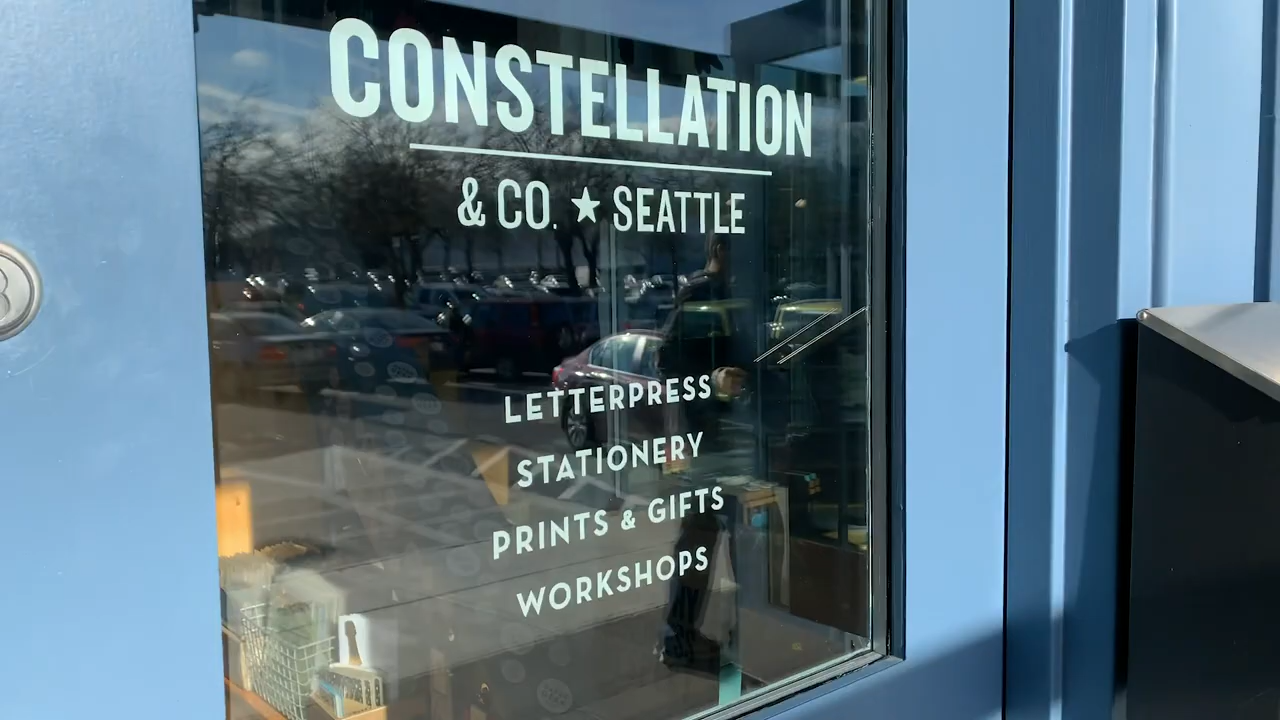 CONSTELLATION
& CO. ★ SEATTLE
LETTERPRESS
STATIONERY
PRINTS & GIFTS
WORKSHOPS